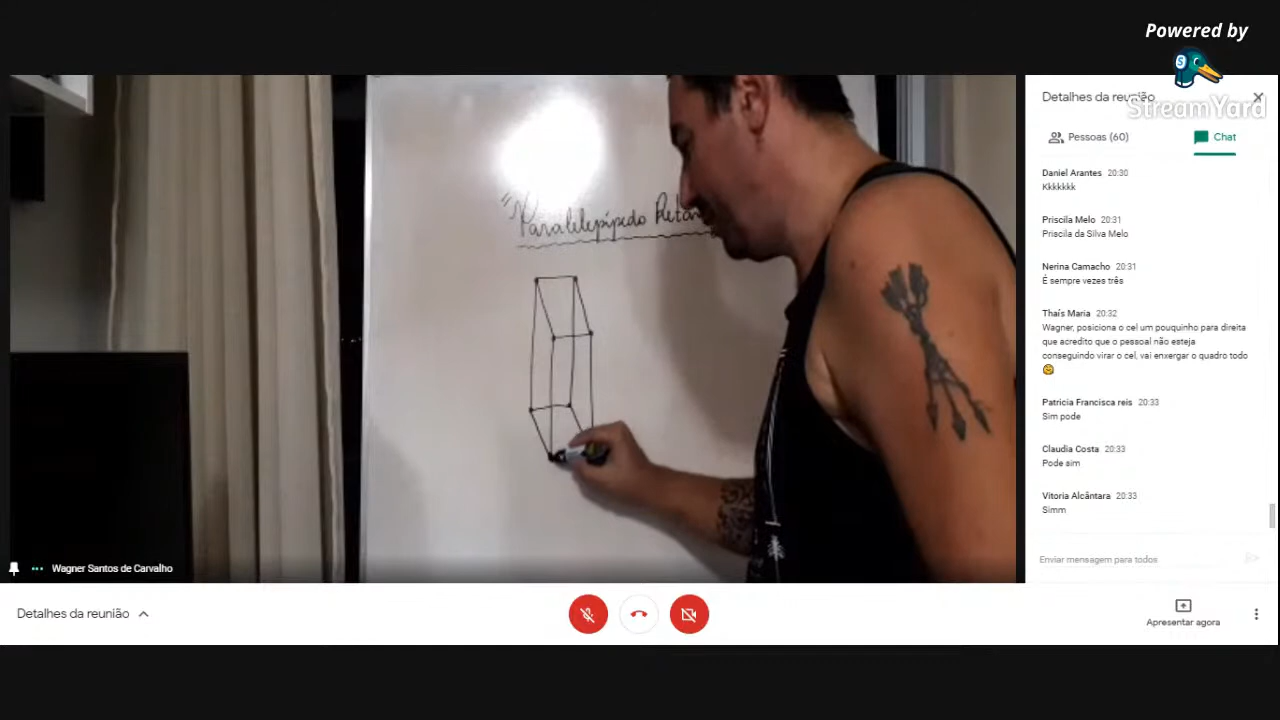 Powered by
StreamYard
"Paralelepípedo
Wagner Santos de Carvalho
Detalhes da reunião
Pessoas (60)
Chat
Daniel Arantes 20:30
Kkkkkkk
Priscila Melo 20:31
Priscila da Silva Melo
Nerina Camacho 20:31
É sempre vezes três
Thaís Maria 20:32
Wagner, posiciona o cel um pouquinho para direita
que acredito que o pessoal não esteja
conseguindo virar o cel, vai enxergar o quadro todo
Patricia Francisca reis 20:33
Sim pode
Claudia Costa 20:33
Pode sim
Vitoria Alcântara 20:33
Simm
Enviar mensagem para todos
Detalhes da reunião
Apresentar agora